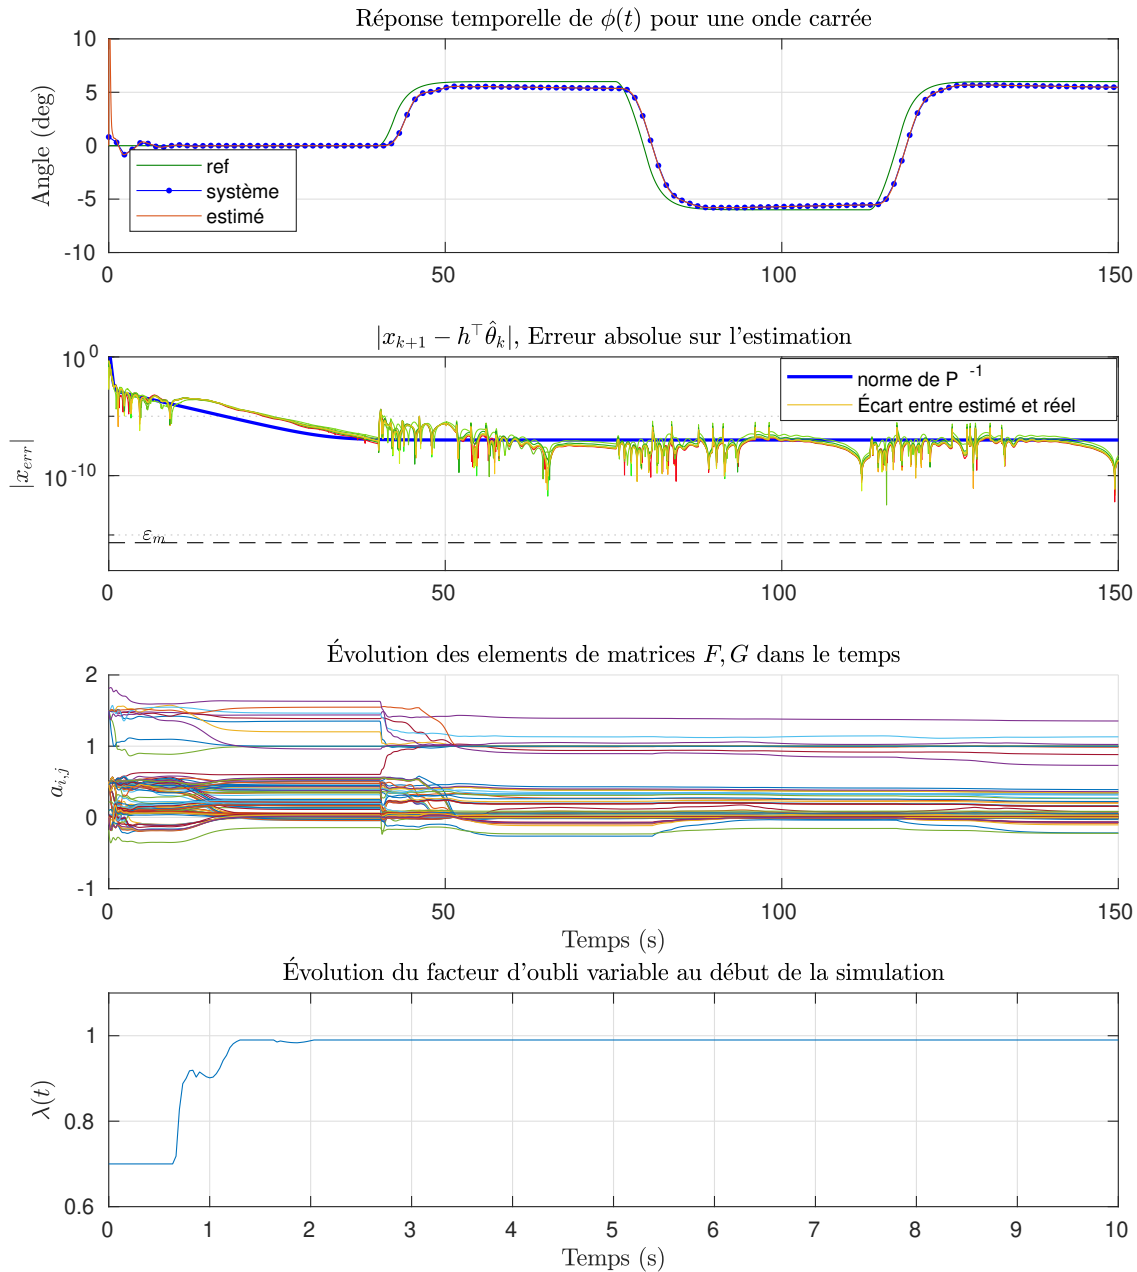 Réponse temporelle de ϕ(t) pour une onde carrée
10
5
0
-5
-10
Angle (deg)
ref
système
estimé
0 50 100 150
|x_{k+1} − h^⊤ θ̂_k|, Erreur absolue sur l'estimation
10^0
10^{-10}
|x_{err}|
norme de P ^{-1}
Écart entre estimé et réel
ε_m
0 50 100 150
Évolution des elements de matrices F, G dans le temps
2
1
0
-1
a_{i,j}
0 50 100 150
Temps (s)
Évolution du facteur d'oubli variable au début de la simulation
1
0.8
0.6
λ(t)
0 1 2 3 4 5 6 7 8 9 10
Temps (s)